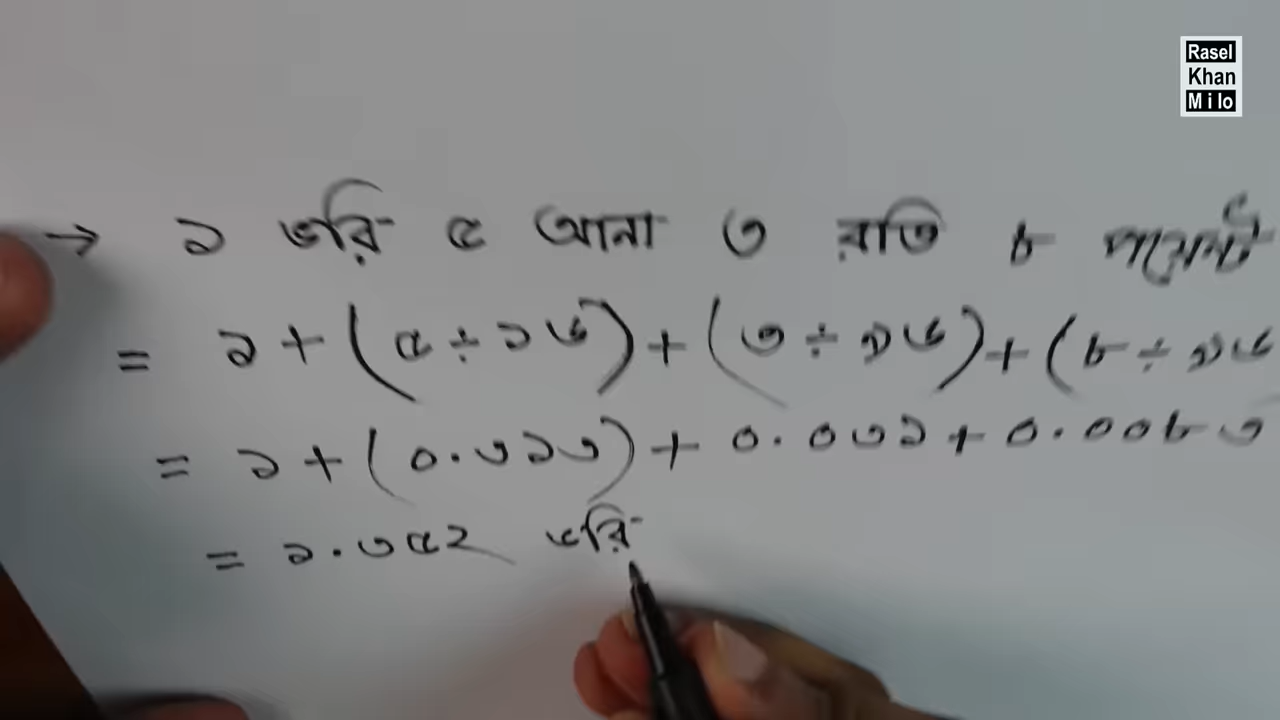 Rasel
Khan
Milo
→ ১ ভরি ৫ আনা ৩ রতি ৮ পয়েন্ট
= ১ + (৫ ÷ ১৬) + (৩ ÷ ৯৬) + (৮ ÷ ৯৬
= ১ + (০.৩১৩) + ০.০৩১ + ০.০০৮৩
= ১.৩৫২ ভরি